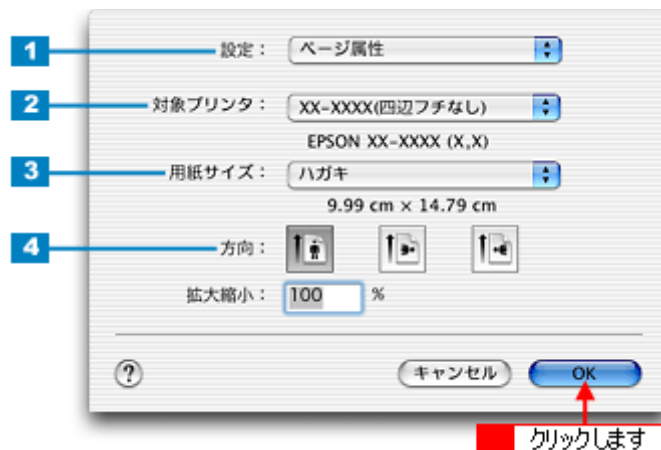 1 設定： ページ属性
2 対象プリンタ： XX-XXXX(四辺フチなし)
EPSON XX-XXXX (X,X)
3 用紙サイズ： ハガキ
9.99 cm × 14.79 cm
4 方向：
拡大縮小： 100 %
? キャンセル OK
クリックします